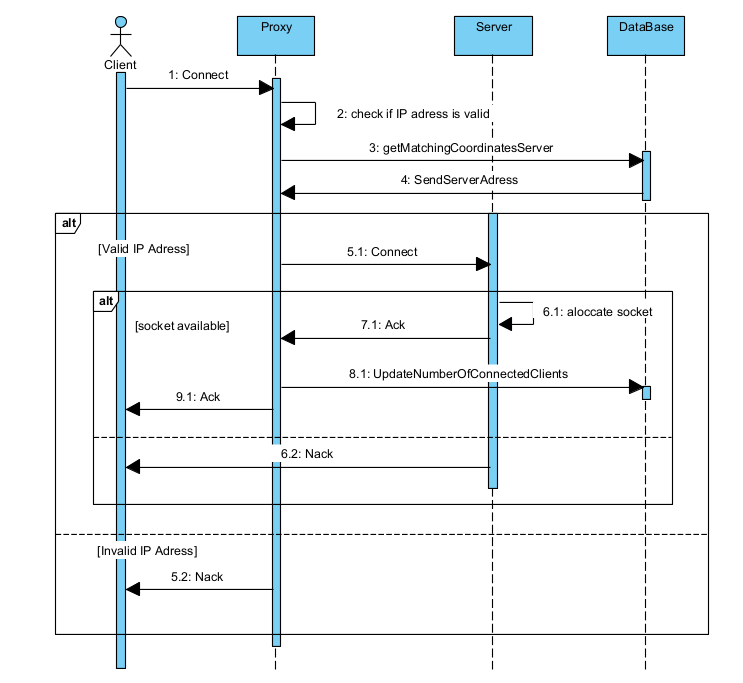 Proxy
Server
DataBase
Client
1: Connect
2: check if IP adress is valid
3: getMatchingCoordinatesServer
4: SendServerAdress
alt
[Valid IP Adress]
5.1: Connect
alt
6.1: aloccate socket
[socket available]
7.1: Ack
8.1: UpdateNumberOfConnectedClients
9.1: Ack
6.2: Nack
[Invalid IP Adress]
5.2: Nack